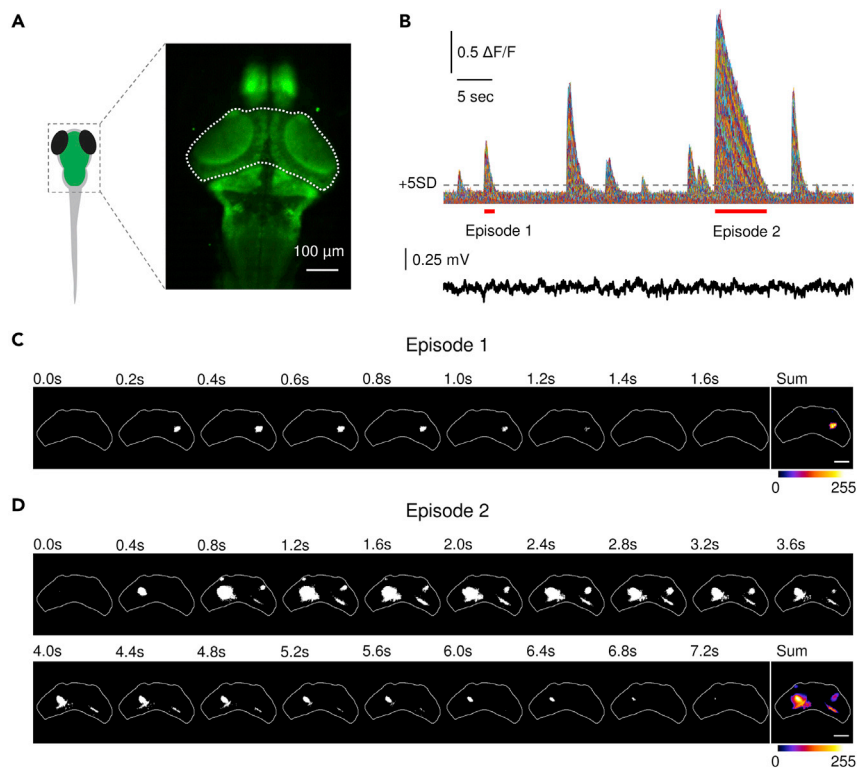 A
100 μm
B
0.5 ΔF/F
5 sec
+5SD
Episode 1
Episode 2
0.25 mV
C
Episode 1
0.0s 0.2s 0.4s 0.6s 0.8s 1.0s 1.2s 1.4s 1.6s Sum
0 255
D
Episode 2
0.0s 0.4s 0.8s 1.2s 1.6s 2.0s 2.4s 2.8s 3.2s 3.6s
4.0s 4.4s 4.8s 5.2s 5.6s 6.0s 6.4s 6.8s 7.2s Sum
0 255